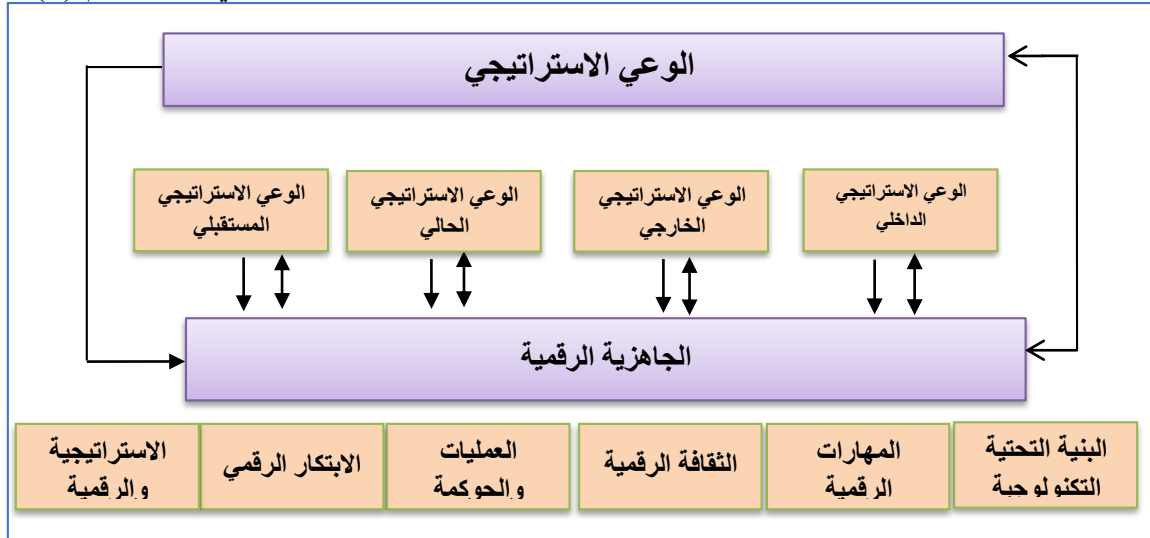 الوعي الاستراتيجي
الوعي الاستراتيجي
الداخلي
الوعي الاستراتيجي
الخارجي
الوعي الاستراتيجي
الحالي
الوعي الاستراتيجي
المستقبلي
الجاهزية الرقمية
البنية التحتية
التكنولوجية
المهارات
الرقمية
الثقافة الرقمية
العمليات
والحوكمة
الابتكار الرقمي
الاستراتيجية
والرقمية